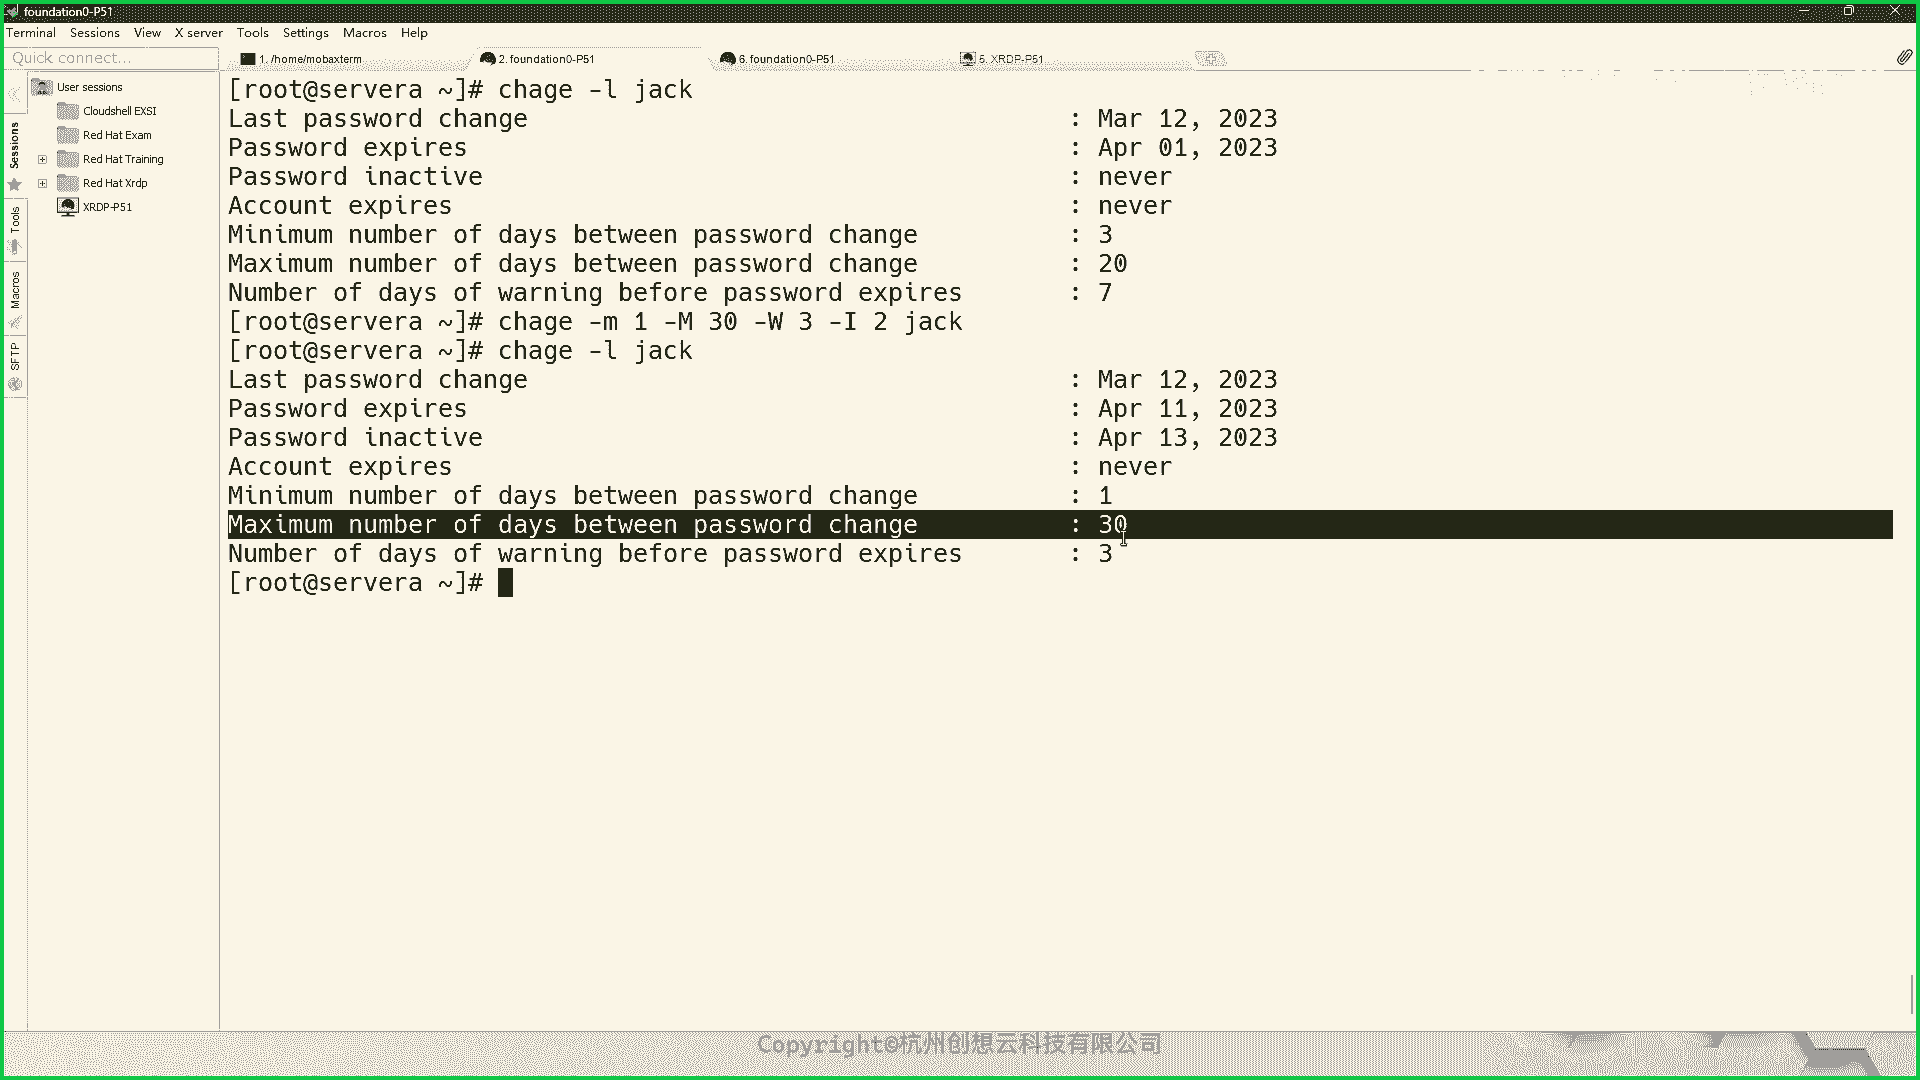 foundation0-P51
Terminal Sessions View X server Tools Settings Macros Help
Quick connect...
1. /home/mobaxterm
2. foundation0-P51
6. foundation0-P51
5. XRDP-P51
User sessions
Cloudshell EXSI
Red Hat Exam
Red Hat Training
Red Hat Xrdp
XRDP-P51
Sessions
Tools
Macros
SFTP
[root@servera ~]# chage -l jack
Last password change : Mar 12, 2023
Password expires : Apr 01, 2023
Password inactive : never
Account expires : never
Minimum number of days between password change : 3
Maximum number of days between password change : 20
Number of days of warning before password expires : 7
[root@servera ~]# chage -m 1 -M 30 -W 3 -I 2 jack
[root@servera ~]# chage -l jack
Last password change : Mar 12, 2023
Password expires : Apr 11, 2023
Password inactive : Apr 13, 2023
Account expires : never
Minimum number of days between password change : 1
Maximum number of days between password change : 30
Number of days of warning before password expires : 3
[root@servera ~]#
Copyright©杭州创想云科技有限公司